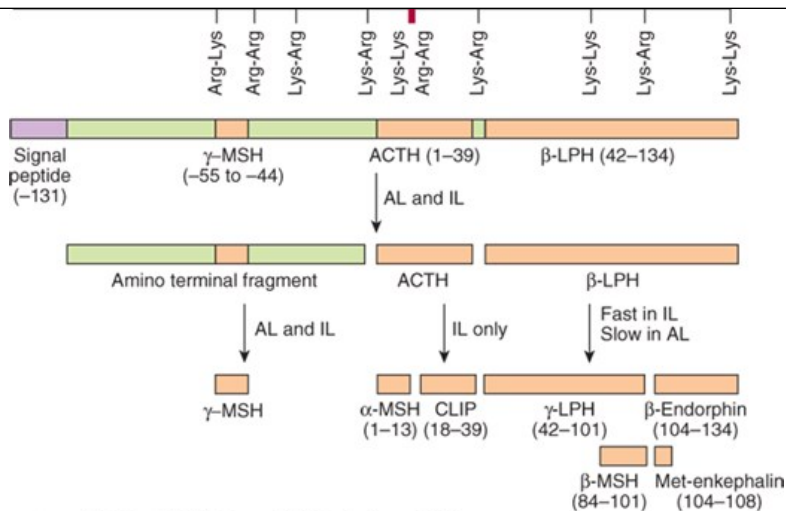 Arg-Lys
Arg-Arg
Lys-Arg
Lys-Arg
Lys-Lys
Arg-Arg
Lys-Arg
Lys-Lys
Lys-Arg
Lys-Lys
Signal
peptide
(–131)
γ–MSH
(–55 to –44)
ACTH (1–39)
β-LPH (42–134)
AL and IL
Amino terminal fragment
ACTH
β-LPH
AL and IL
IL only
Fast in IL
Slow in AL
γ–MSH
α-MSH
(1–13)
CLIP
(18–39)
γ-LPH
(42–101)
β-Endorphin
(104–134)
β-MSH
(84–101)
Met-enkephalin
(104–108)